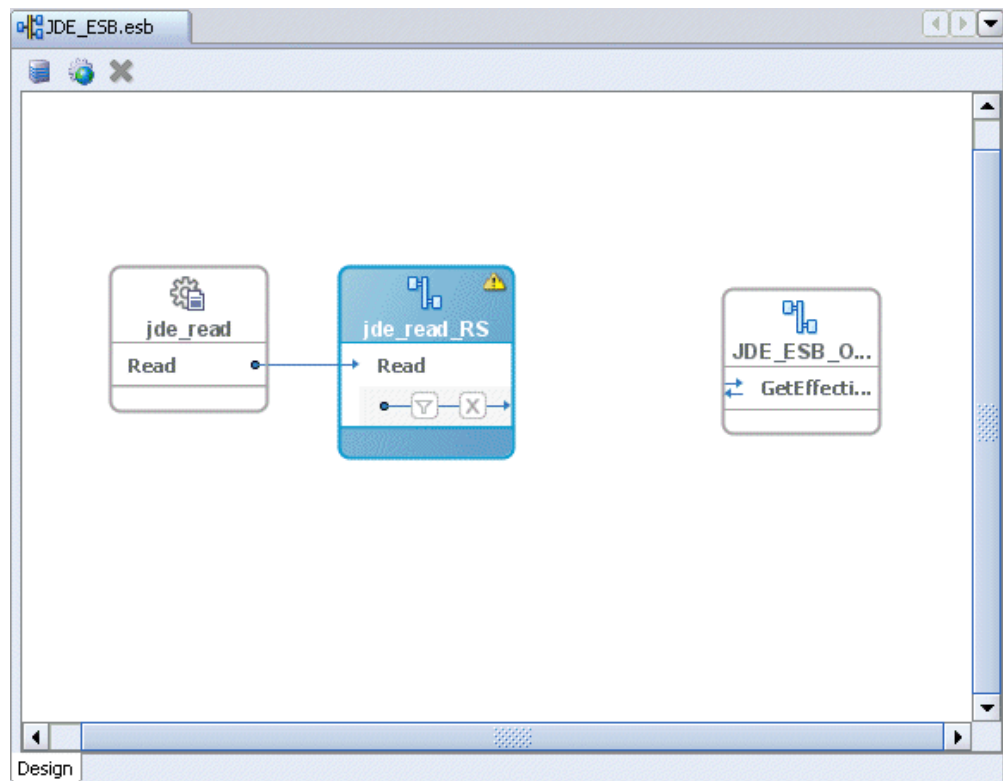 JDE_ESB.esb
jde_read
Read
jde_read_RS
Read
JDE_ESB_O...
GetEffecti...
Design